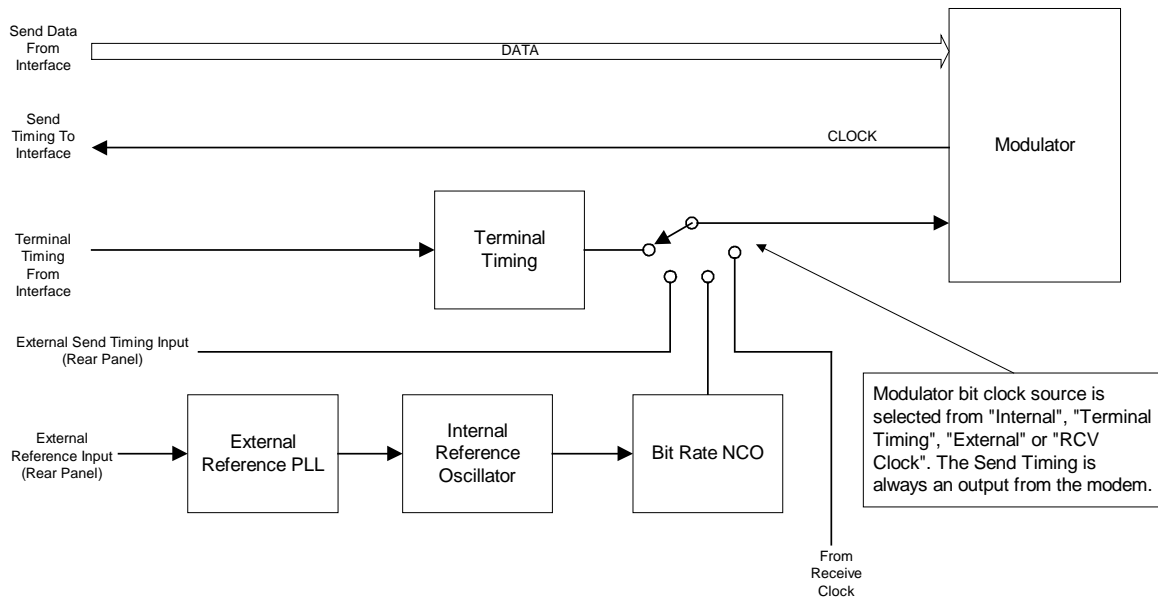 Send Data
From
Interface
DATA
Send
Timing To
Interface
CLOCK
Modulator
Terminal
Timing
From
Interface
Terminal
Timing
External Send Timing Input
(Rear Panel)
External
Reference Input
(Rear Panel)
External
Reference PLL
Internal
Reference
Oscillator
Bit Rate NCO
Modulator bit clock source is
selected from "Internal", "Terminal
Timing", "External" or "RCV
Clock". The Send Timing is
always an output from the modem.
From
Receive
Clock